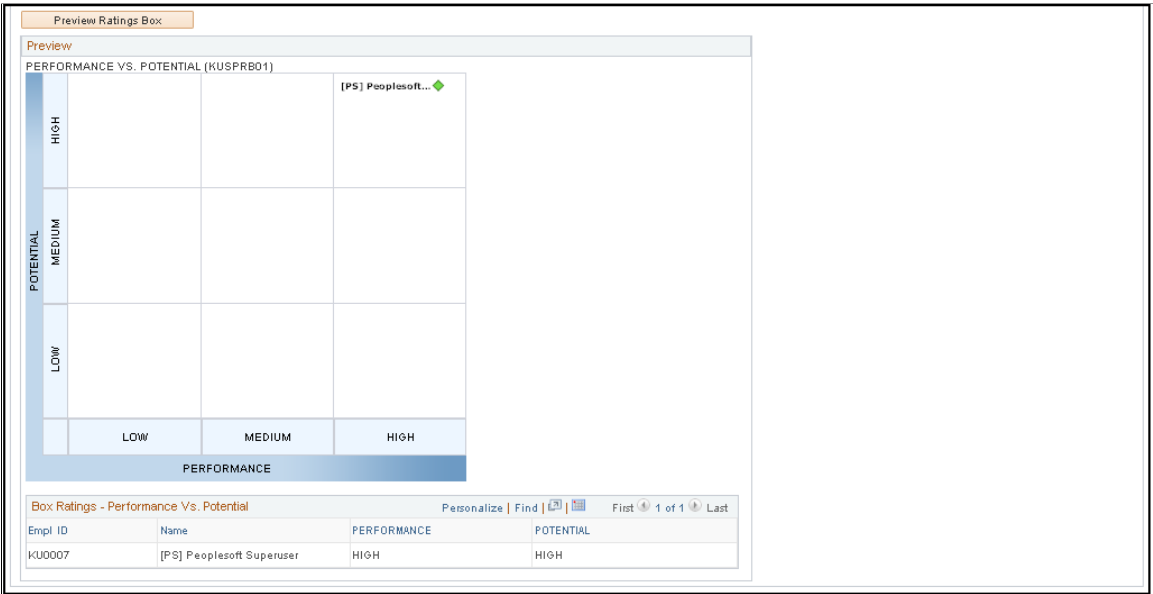 Preview Ratings Box
Preview
PERFORMANCE VS. POTENTIAL (KUSPRB01)
[PS] Peoplesoft...
HIGH
MEDIUM
POTENTIAL
LOW
LOW MEDIUM HIGH
PERFORMANCE
Box Ratings - Performance Vs. Potential Personalize | Find | | First 1 of 1 Last
Empl ID Name PERFORMANCE POTENTIAL
KU0007 [PS] Peoplesoft Superuser HIGH HIGH